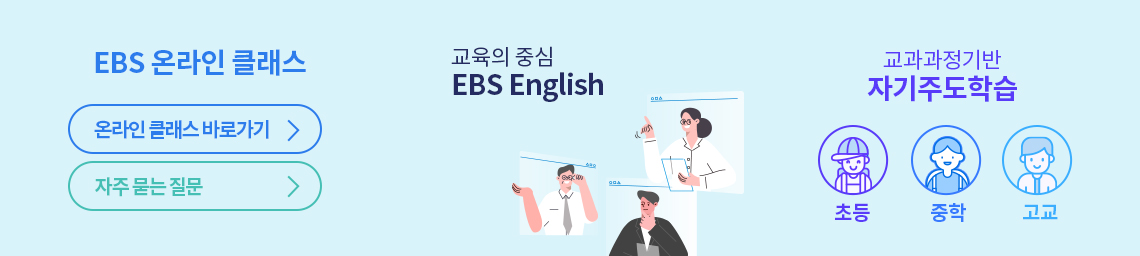 EBS 온라인 클래스
온라인 클래스 바로가기
자주 묻는 질문
교육의 중심
EBS English
교과과정기반
자기주도학습
초등
중학
고교